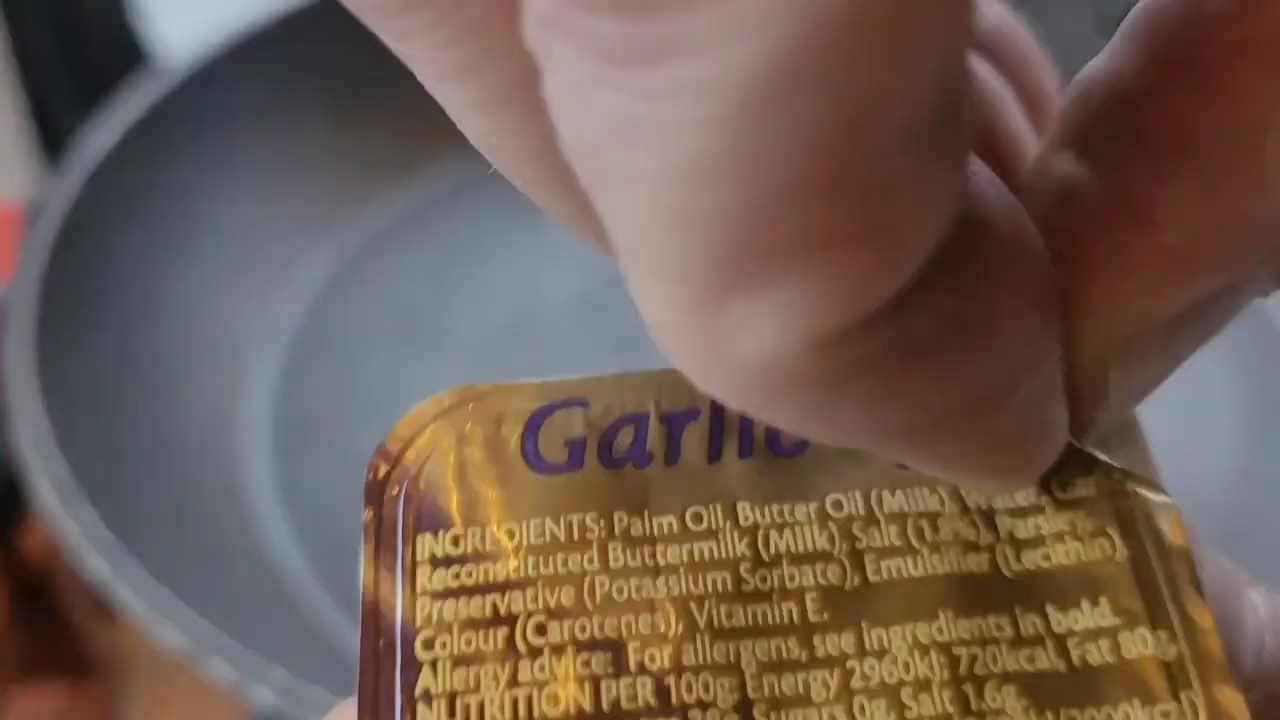 Garlic
INGREDIENTS: Palm Oil, Butter Oil (Milk), Water, Gar
Reconstituted Buttermilk (Milk), Salt (1.8%), Parsley,
Preservative (Potassium Sorbate), Emulsifier (Lecithin),
Colour (Carotenes), Vitamin E.
Allergy advice: For allergens, see ingredients in bold.
NUTRITION PER 100g: Energy 2960kJ; 720kcal, Fat 80g,
Sugars 0g, Salt 1.6g,